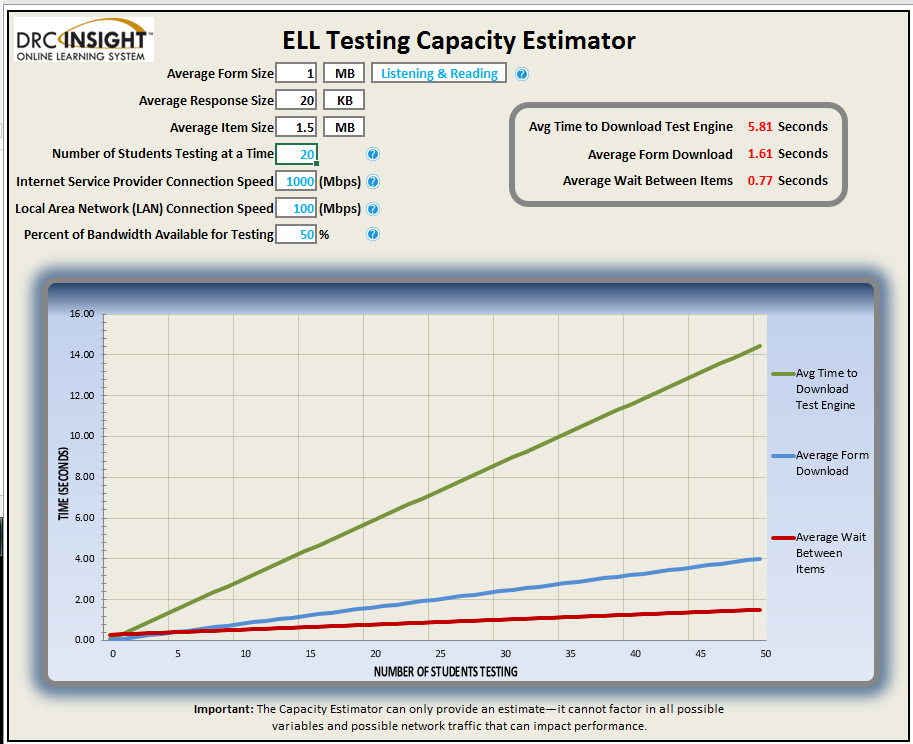 DRC INSIGHT™
ONLINE LEARNING SYSTEM
ELL Testing Capacity Estimator
Average Form Size 1 MB Listening & Reading ?
Average Response Size 20 KB
Average Item Size 1.5 MB
Number of Students Testing at a Time 20 ?
Internet Service Provider Connection Speed 1000 (Mbps) ?
Local Area Network (LAN) Connection Speed 100 (Mbps) ?
Percent of Bandwidth Available for Testing 50 % ?
Avg Time to Download Test Engine 5.81 Seconds
Average Form Download 1.61 Seconds
Average Wait Between Items 0.77 Seconds
16.00
14.00
12.00
10.00
8.00
6.00
4.00
2.00
0.00
TIME (SECONDS)
0 5 10 15 20 25 30 35 40 45 50
NUMBER OF STUDENTS TESTING
Avg Time to
Download
Test Engine
Average Form
Download
Average Wait
Between
Items
Important: The Capacity Estimator can only provide an estimate—it cannot factor in all possible
variables and possible network traffic that can impact performance.